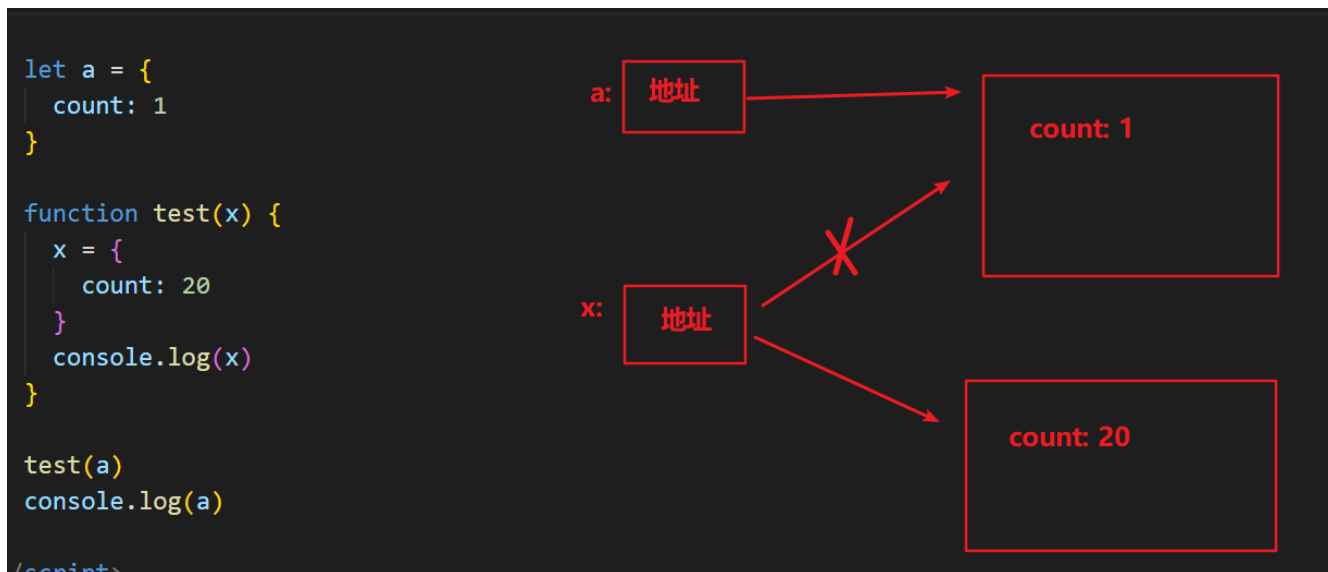 let a = {
count: 1
}
function test(x) {
x = {
count: 20
}
console.log(x)
}
test(a)
console.log(a)
/script>
a:
地址
count: 1
x:
地址
count: 20